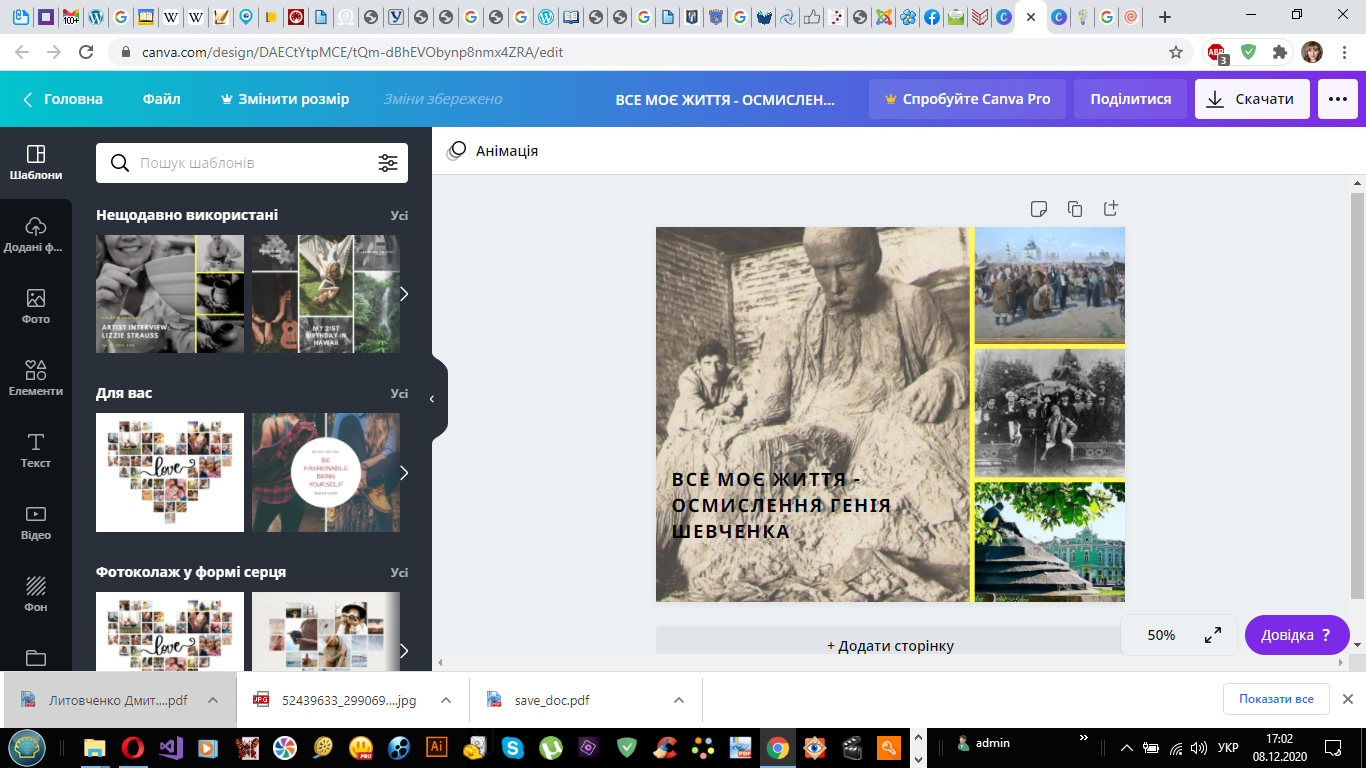 100+
canva.com/design/DAECtYtpMCE/tQm-dBhEVObynp8nmx4ZRA/edit
ABP
3
Головна
Файл
Змінити розмір
Зміни збережено
ВСЕ МОЄ ЖИТТЯ - ОСМИСЛЕН...
Спробуйте Canva Pro
Поділитися
Скачати
Шаблони
Додані ф...
Фото
Елементи
Текст
Відео
Фон
Пошук шаблонів
Нещодавно використані
Усі
ARTIST INTERVIEW:
LIZZIE STRAUSS
MY 21ST
BIRTHDAY IN
HAWAII
Для вас
Усі
love
BE
FASHIONABLE
BEING
YOURSELF
Фотоколаж у формі серця
Усі
love
Анімація
ВСЕ МОЄ ЖИТТЯ -
ОСМИСЛЕННЯ ГЕНІЯ
ШЕВЧЕНКА
+ Додати сторінку
50%
Довідка ?
Литовченко Дмит....pdf
52439633_299069....jpg
save_doc.pdf
Показати все
admin
УКР
17:02
08.12.2020